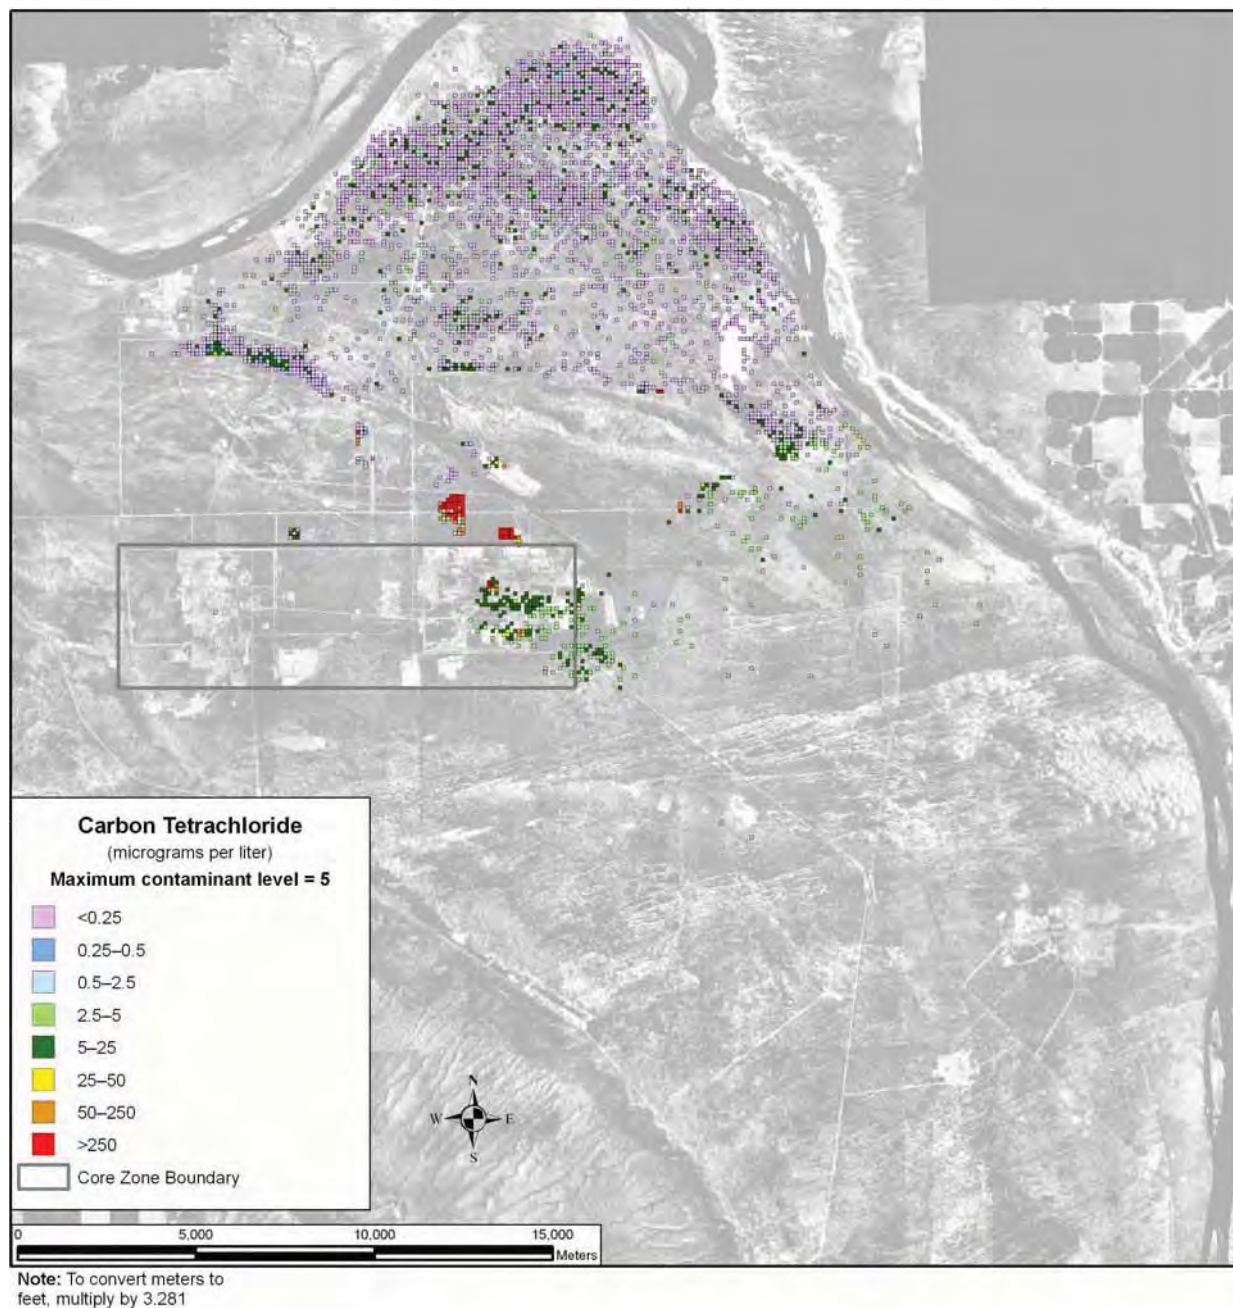 Carbon Tetrachloride
(micrograms per liter)
Maximum contaminant level = 5
<0.25
0.25–0.5
0.5–2.5
2.5–5
5–25
25–50
50–250
>250
Core Zone Boundary
N
W E
S
0 5,000 10,000 15,000
Meters
Note: To convert meters to
feet, multiply by 3.281